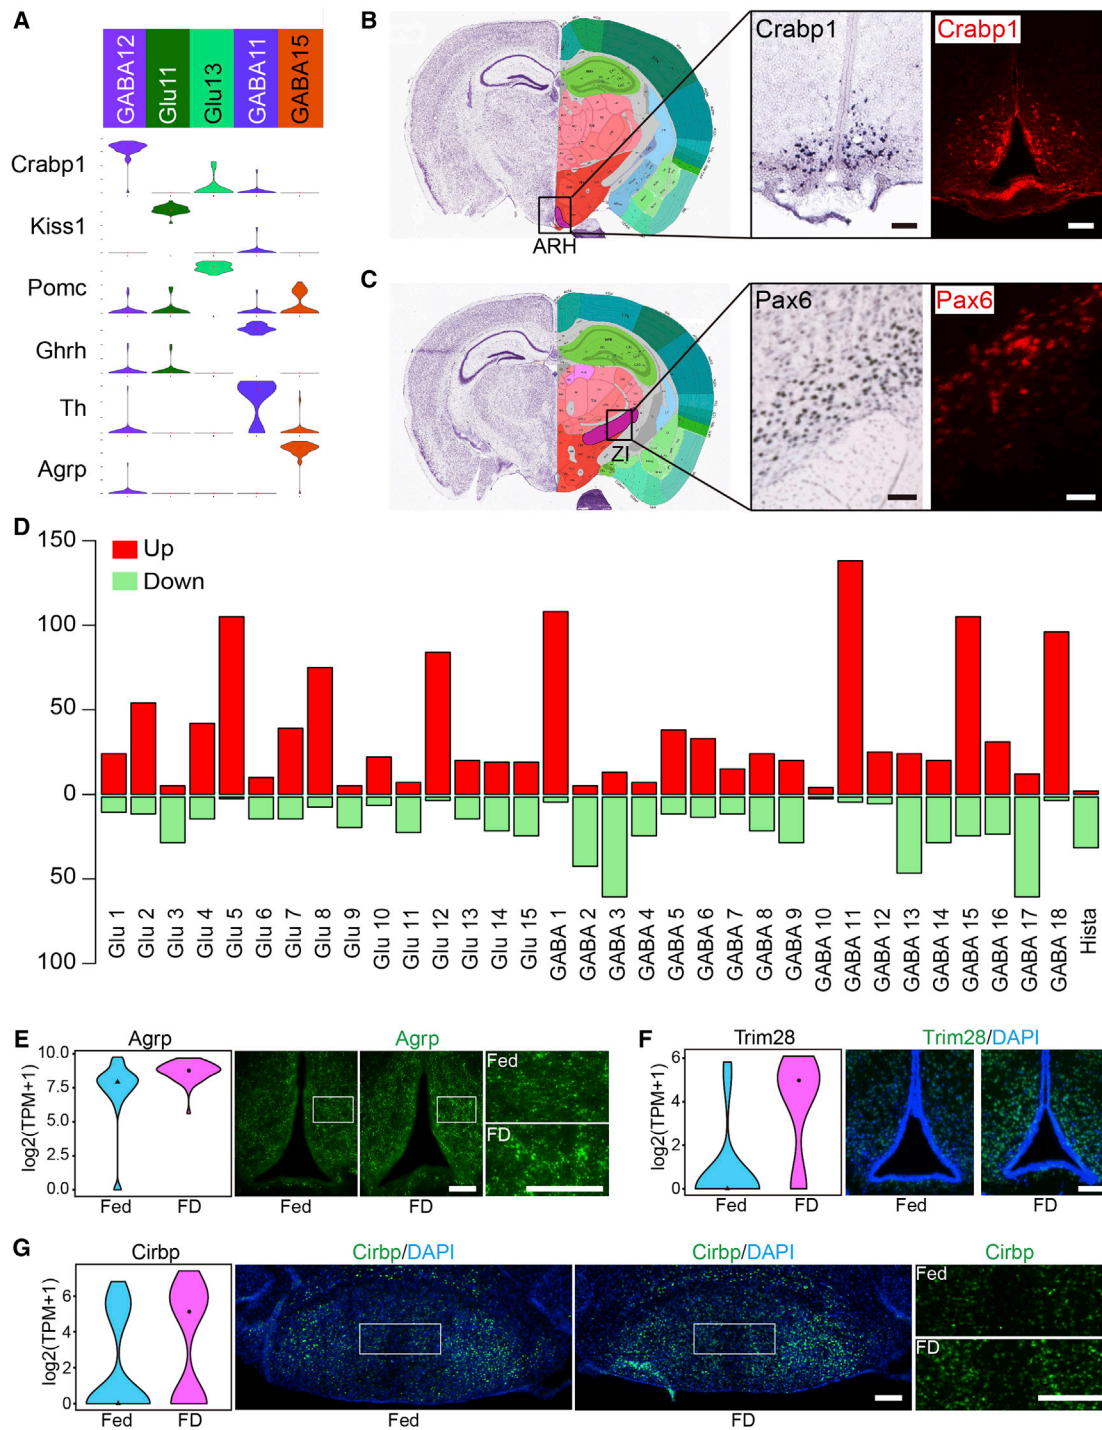 A
GABA12
Glu11
Glu13
GABA11
GABA15
Crabp1
Kiss1
Pomc
Ghrh
Th
Agrp
B
ARH
Crabp1
Crabp1
C
ZI
Pax6
Pax6
D
Up
Down
150
100
50
0
50
100
Glu 1
Glu 2
Glu 3
Glu 4
Glu 5
Glu 6
Glu 7
Glu 8
Glu 9
Glu 10
Glu 11
Glu 12
Glu 13
Glu 14
Glu 15
GABA 1
GABA 2
GABA 3
GABA 4
GABA 5
GABA 6
GABA 7
GABA 8
GABA 9
GABA 10
GABA 11
GABA 12
GABA 13
GABA 14
GABA 15
GABA 16
GABA 17
GABA 18
Hista
E
Agrp
log2(TPM+1)
10.0
7.5
5.0
2.5
0.0
Fed
FD
Agrp
Fed
FD
Fed
FD
F
Trim28
log2(TPM+1)
6
4
2
0
Fed
FD
Trim28/DAPI
Fed
FD
G
Cirbp
log2(TPM+1)
6
4
2
0
Fed
FD
Cirbp/DAPI
Fed
Cirbp/DAPI
FD
Cirbp
Fed
FD